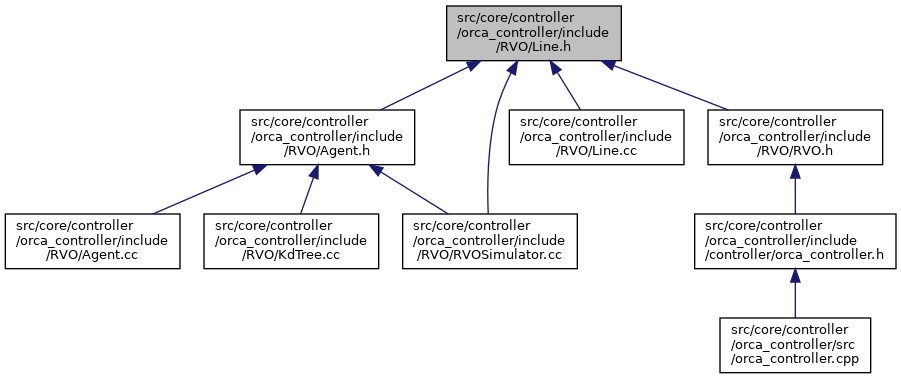 src/core/controller
/orca_controller/include
/RVO/Line.h
src/core/controller
/orca_controller/include
/RVO/Agent.h
src/core/controller
/orca_controller/include
/RVO/Line.cc
src/core/controller
/orca_controller/include
/RVO/RVO.h
src/core/controller
/orca_controller/include
/RVO/Agent.cc
src/core/controller
/orca_controller/include
/RVO/KdTree.cc
src/core/controller
/orca_controller/include
/RVO/RVOSimulator.cc
src/core/controller
/orca_controller/include
/controller/orca_controller.h
src/core/controller
/orca_controller/src
/orca_controller.cpp